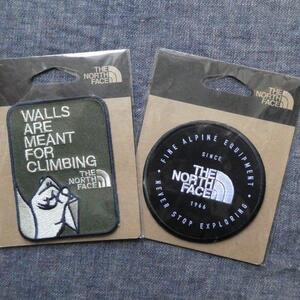 THE
NORTH
FACE
WALLS
ARE
MEANT
FOR
CLIMBING
THE
NORTH
FACE
THE
NORTH
FACE
FINE ALPINE EQUIPMENT
SINCE
THE
NORTH
FACE
1966
NEVER STOP EXPLORING